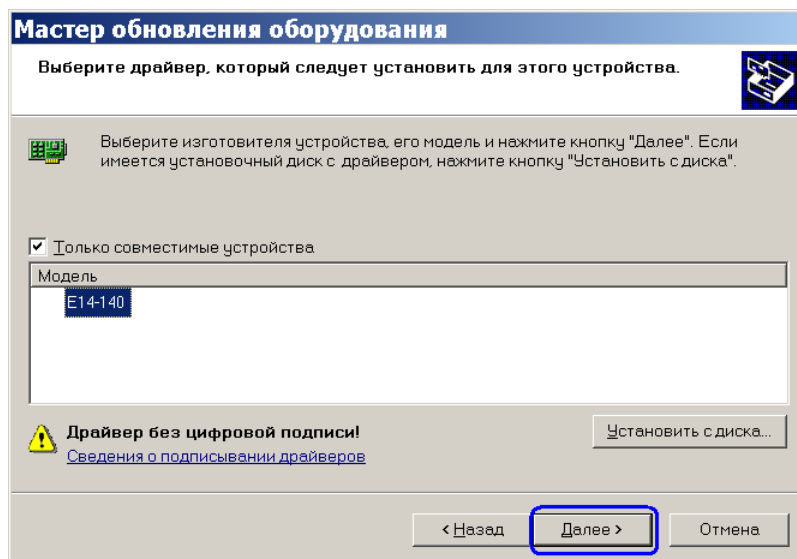 Мастер обновления оборудования
Выберите драйвер, который следует установить для этого устройства.
Выберите изготовителя устройства, его модель и нажмите кнопку "Далее". Если
имеется установочный диск с драйвером, нажмите кнопку "Установить с диска".
Только совместимые устройства
Модель
E14-140
Драйвер без цифровой подписи!
Сведения о подписывании драйверов
Установить с диска...
< Назад
Далее >
Отмена